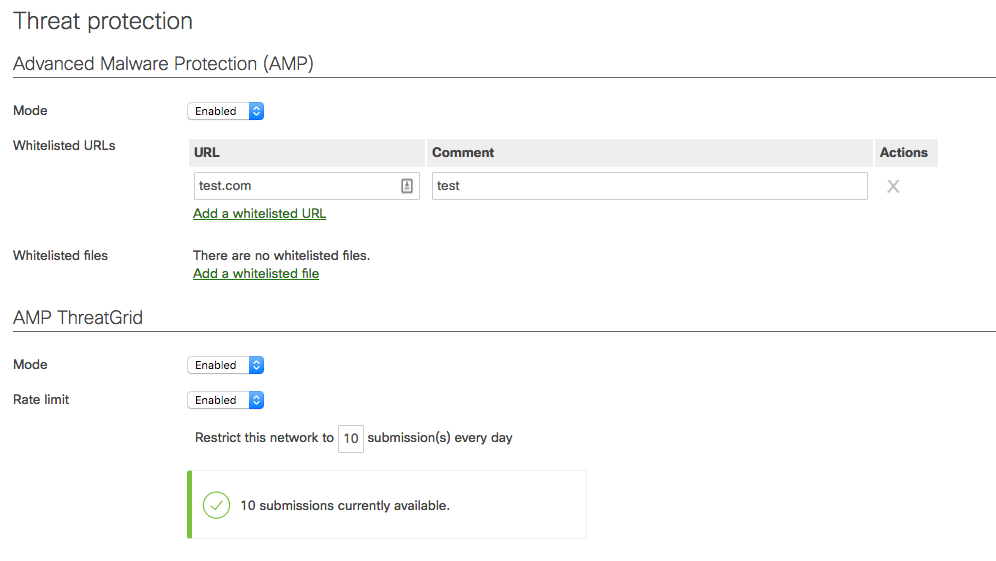 Threat protection
Advanced Malware Protection (AMP)
Mode Enabled
Whitelisted URLs URL Comment Actions
test.com test X
Add a whitelisted URL
Whitelisted files There are no whitelisted files.
Add a whitelisted file
AMP ThreatGrid
Mode Enabled
Rate limit Enabled
Restrict this network to 10 submission(s) every day
10 submissions currently available.